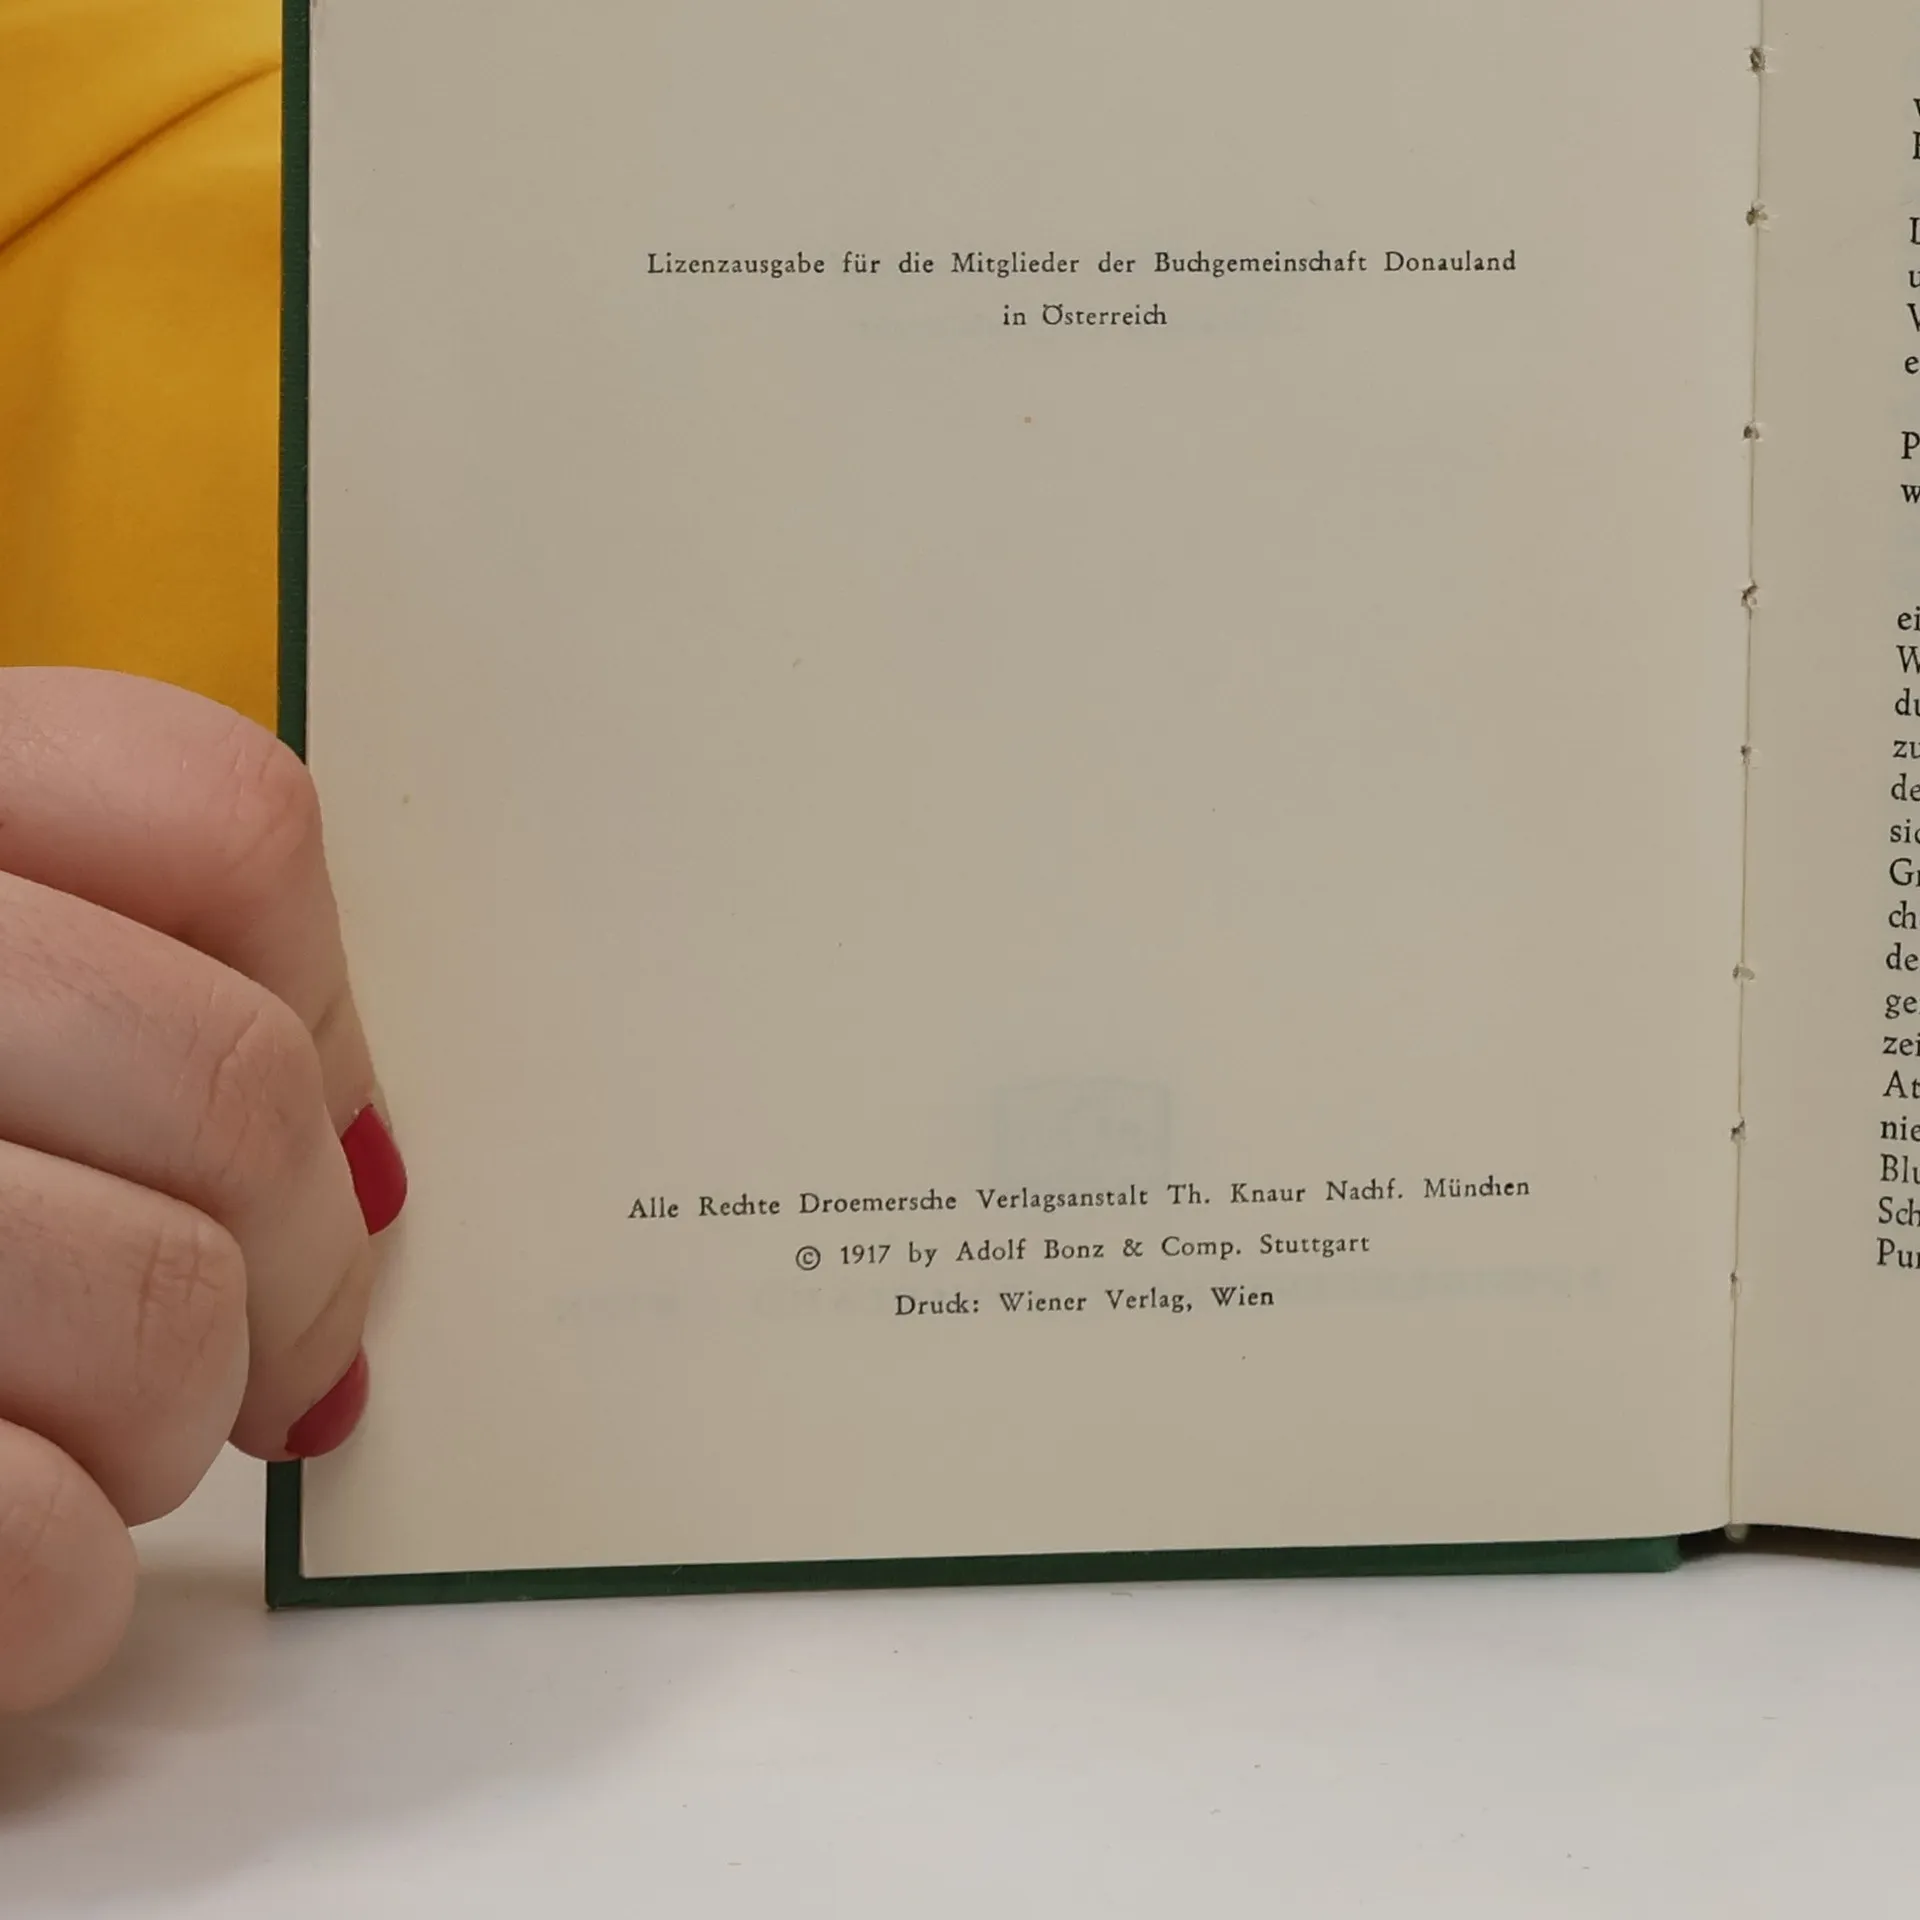 Lizenzausgabe für die Mitglieder der Buchgemeinschaft Donauland
in Österreich
Alle Rechte Droemersche Verlagsanstalt Th. Knaur Nachf. München
© 1917 by Adolf Bonz & Comp. Stuttgart
Druck: Wiener Verlag, Wien